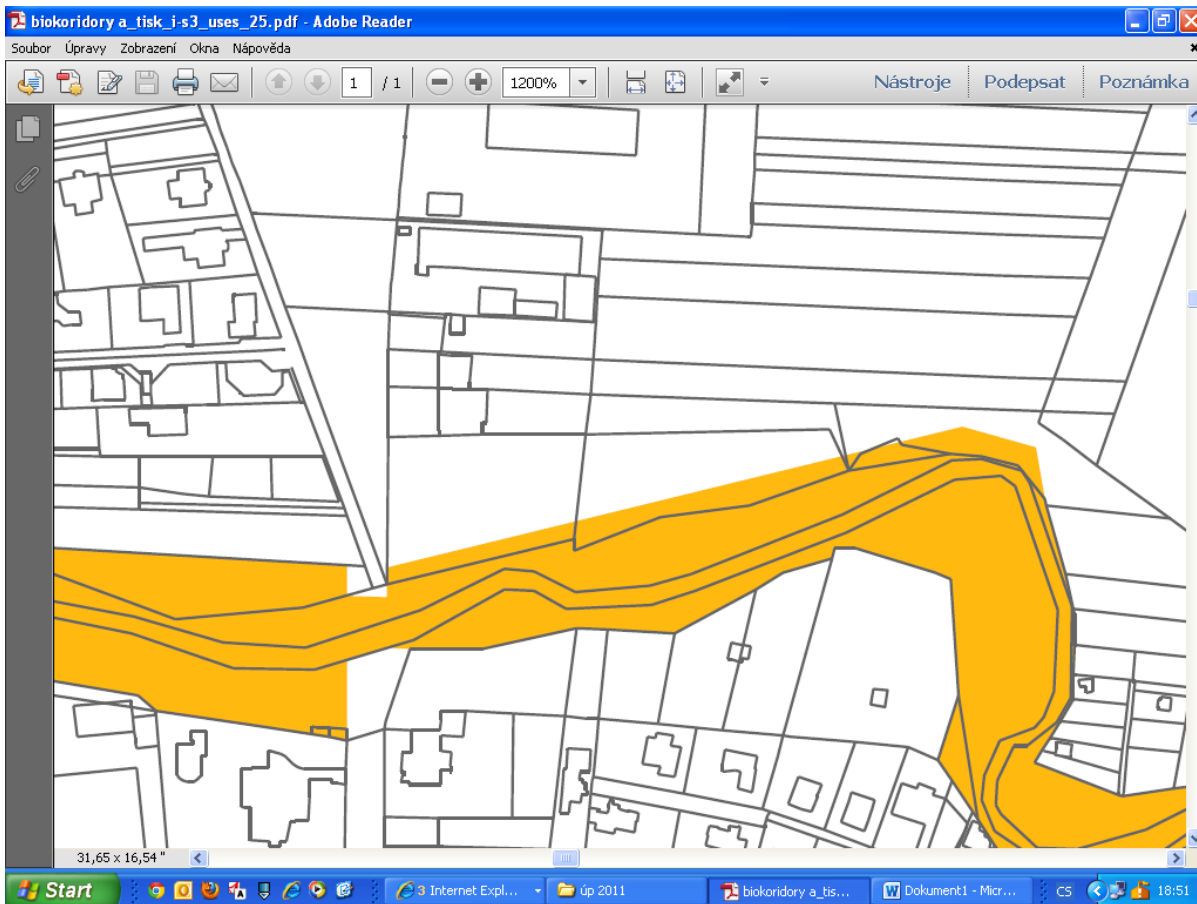 biokoridory a_tisk_i-s3_uses_25.pdf - Adobe Reader
Soubor Úpravy Zobrazení Okna Nápověda
1 / 1 1200% Nástroje Podepsat Poznámka
31,65 x 16,54 "
Start 3 Internet Expl... úp 2011 biokoridory a_tis... Dokument1 - Micr... CS 18:51